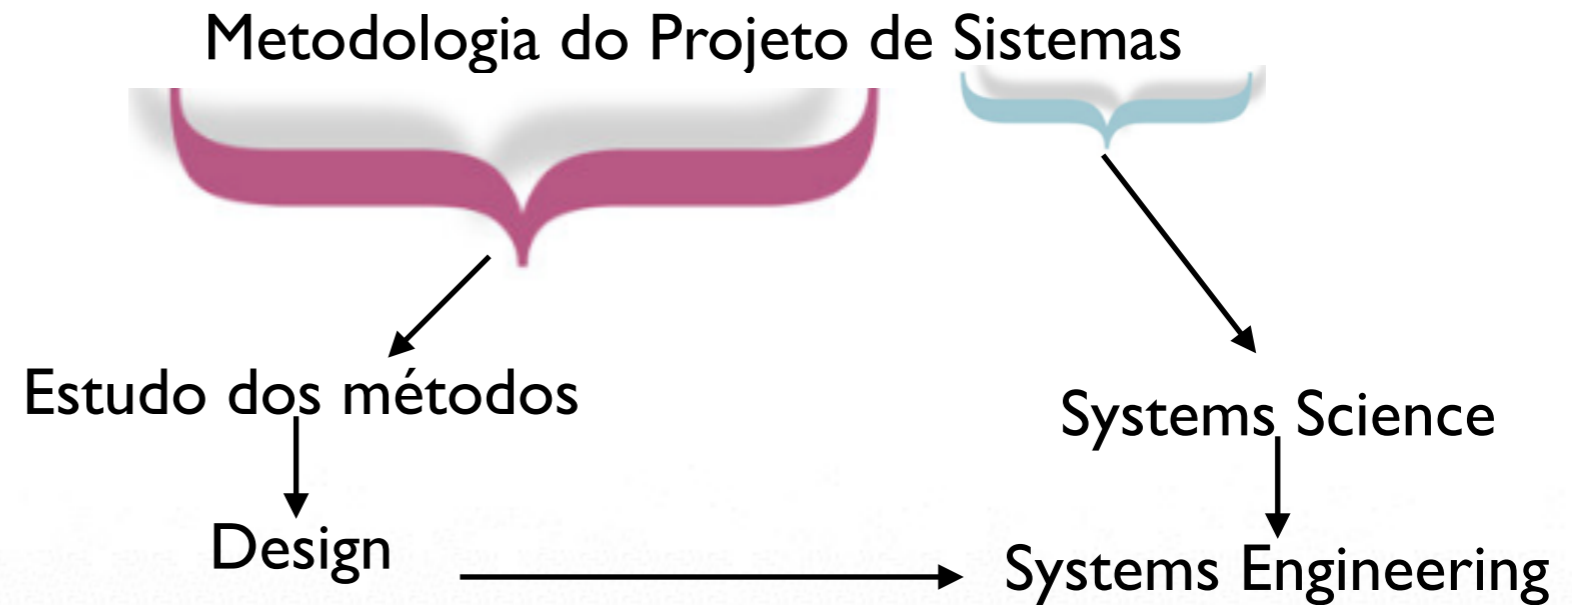 Metodologia do Projeto de Sistemas
Estudo dos métodos
Systems Science
Design
Systems Engineering